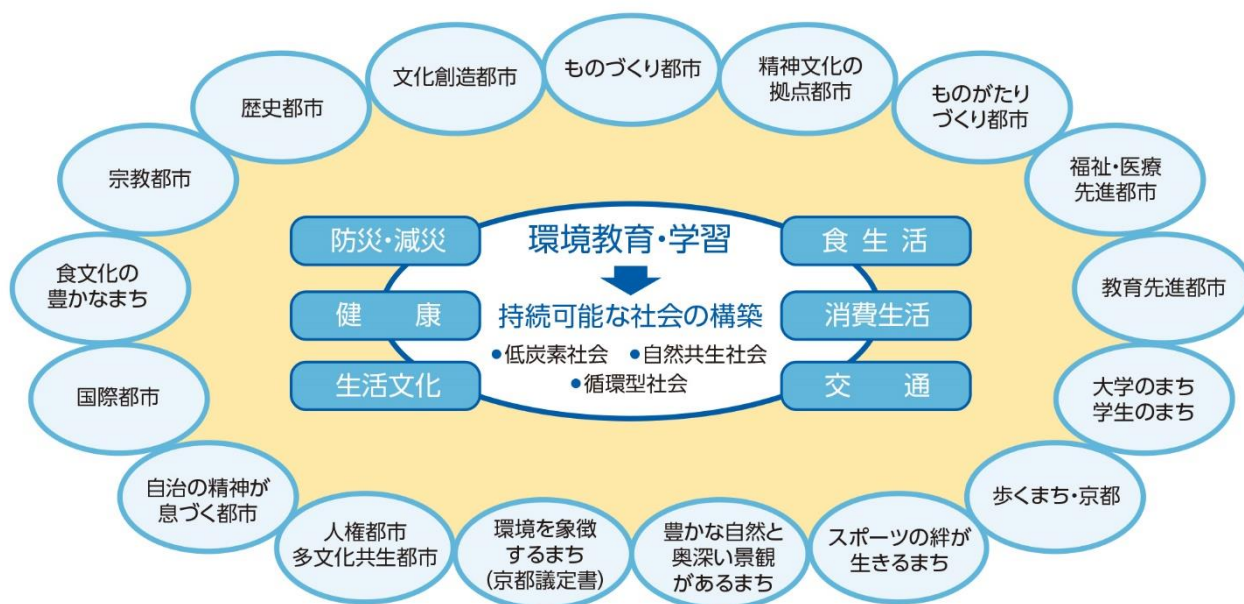 文化創造都市
ものづくり都市
精神文化の
拠点都市
歴史都市
ものがたり
づくり都市
宗教都市
福祉・医療
先進都市
食文化の
豊かなまち
教育先進都市
国際都市
大学のまち
学生のまち
自治の精神が
息づく都市
歩くまち・京都
人権都市
多文化共生都市
環境を象徴
するまち
(京都議定書)
豊かな自然と
奥深い景観
があるまち
スポーツの絆が
生きるまち
防災・減災
環境教育・学習
食生活
健康
持続可能な社会の構築
消費生活
●低炭素社会 ●自然共生社会
●循環型社会
生活文化
交通